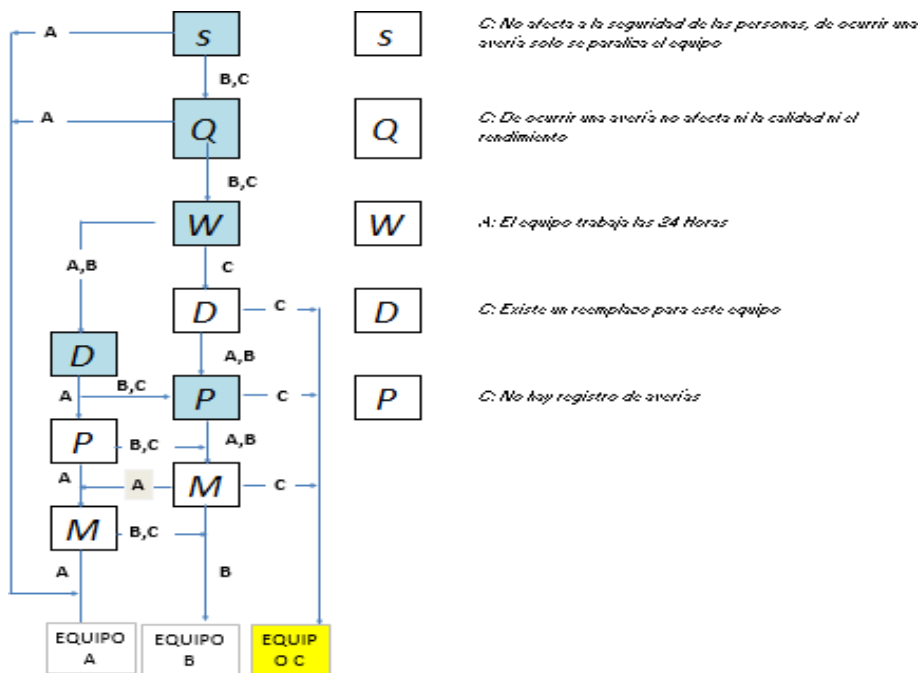 A
s
s
C: No afecta a la seguridad de las personas, de ocurrir una
avería solo se paraliza el equipo
B,C
A
Q
Q
C: De ocurrir una avería no afecta ni la calidad ni el
rendimiento
B,C
W
W
A: El equipo trabaja las 24 Horas
A,B
C
D
C
D
C: Existe un reemplazo para este equipo
D
A,B
A
B,C
P
C
P
C: No hay registro de averías
P
B,C
A,B
A
A
M
C
M
B,C
A
B
EQUIPO
A
EQUIPO
B
EQUIP
O C